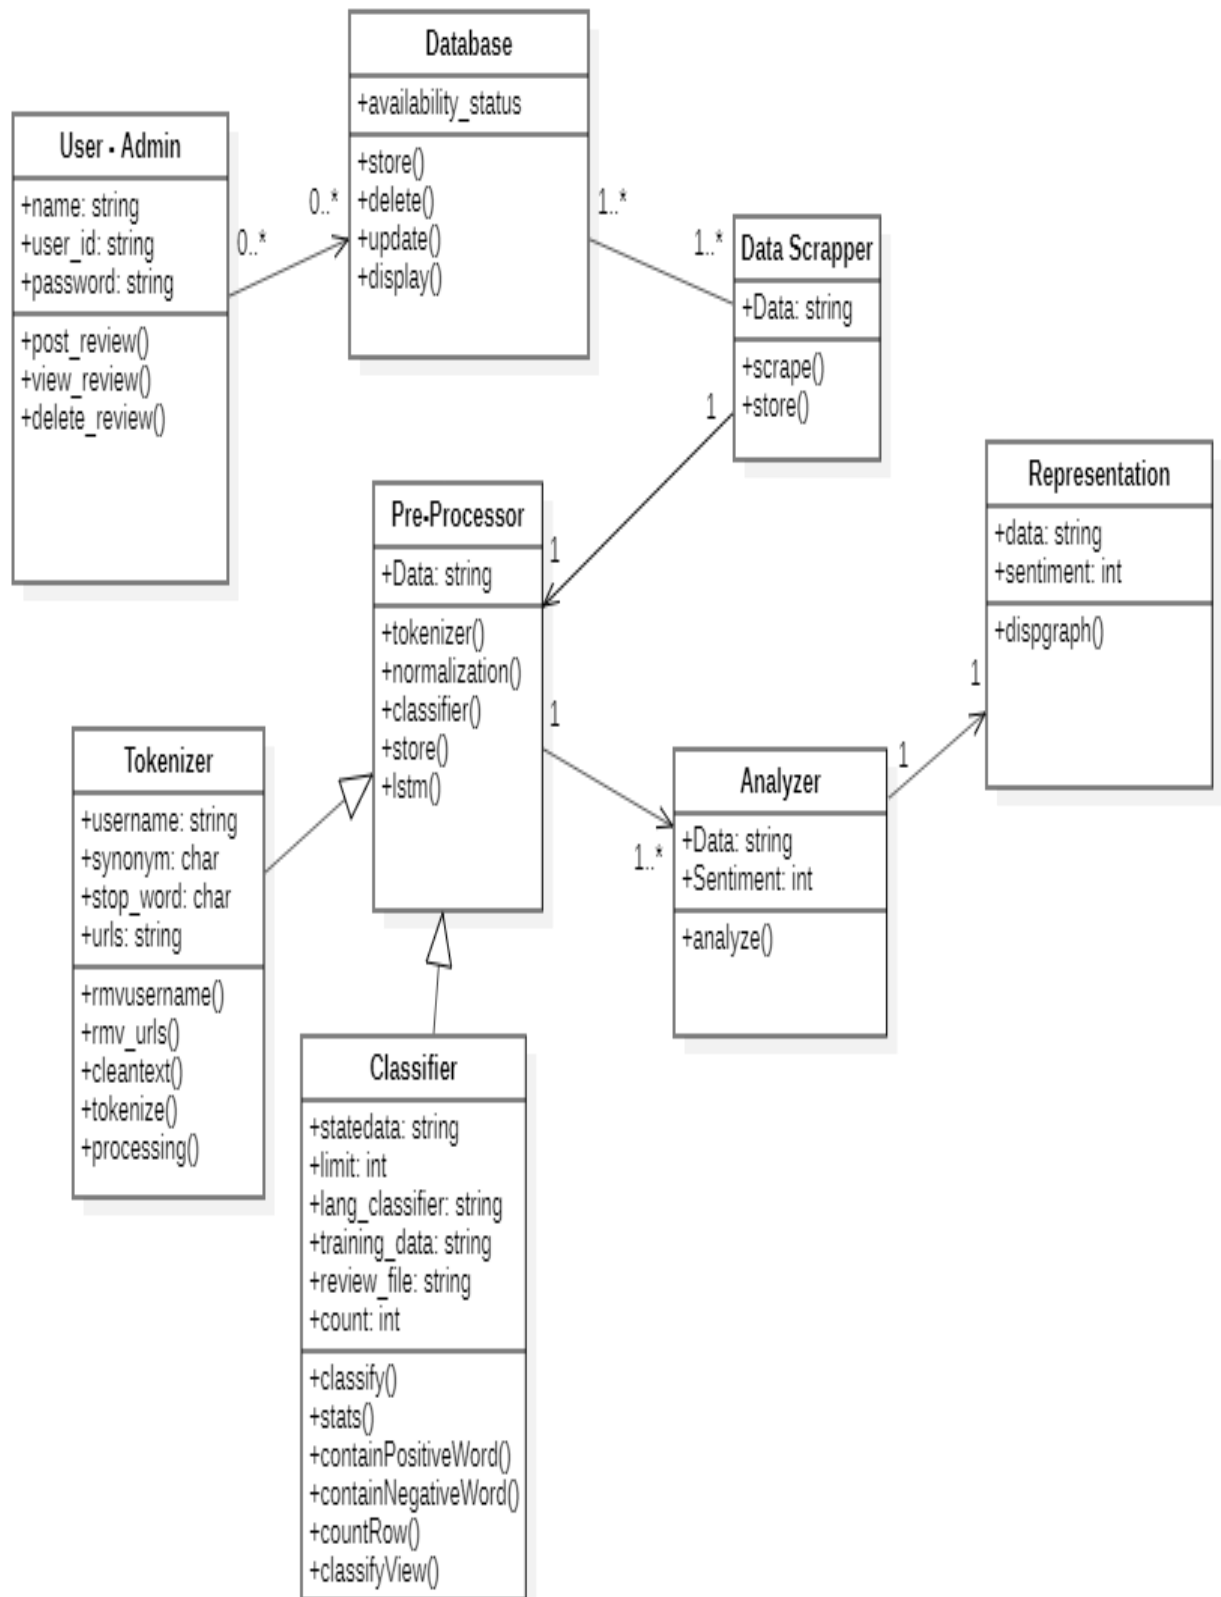 Database
+availability_status
+store()
+delete()
+update()
+display()
User - Admin
+name: string
+user_id: string
+password: string
+post_review()
+view_review()
+delete_review()
0..*
0..*
1..*
1..*
Data Scrapper
+Data: string
+scrape()
+store()
1
1
Pre-Processor
+Data: string
+tokenizer()
+normalization()
+classifier()
+store()
+lstm()
1
1..*
Representation
+data: string
+sentiment: int
+dispgraph()
1
1
Analyzer
+Data: string
+Sentiment: int
+analyze()
Tokenizer
+username: string
+synonym: char
+stop_word: char
+urls: string
+rmvusername()
+rmv_urls()
+cleantext()
+tokenize()
+processing()
Classifier
+statedata: string
+limit: int
+lang_classifier: string
+training_data: string
+review_file: string
+count: int
+classify()
+stats()
+containPositiveWord()
+containNegativeWord()
+countRow()
+classifyView()